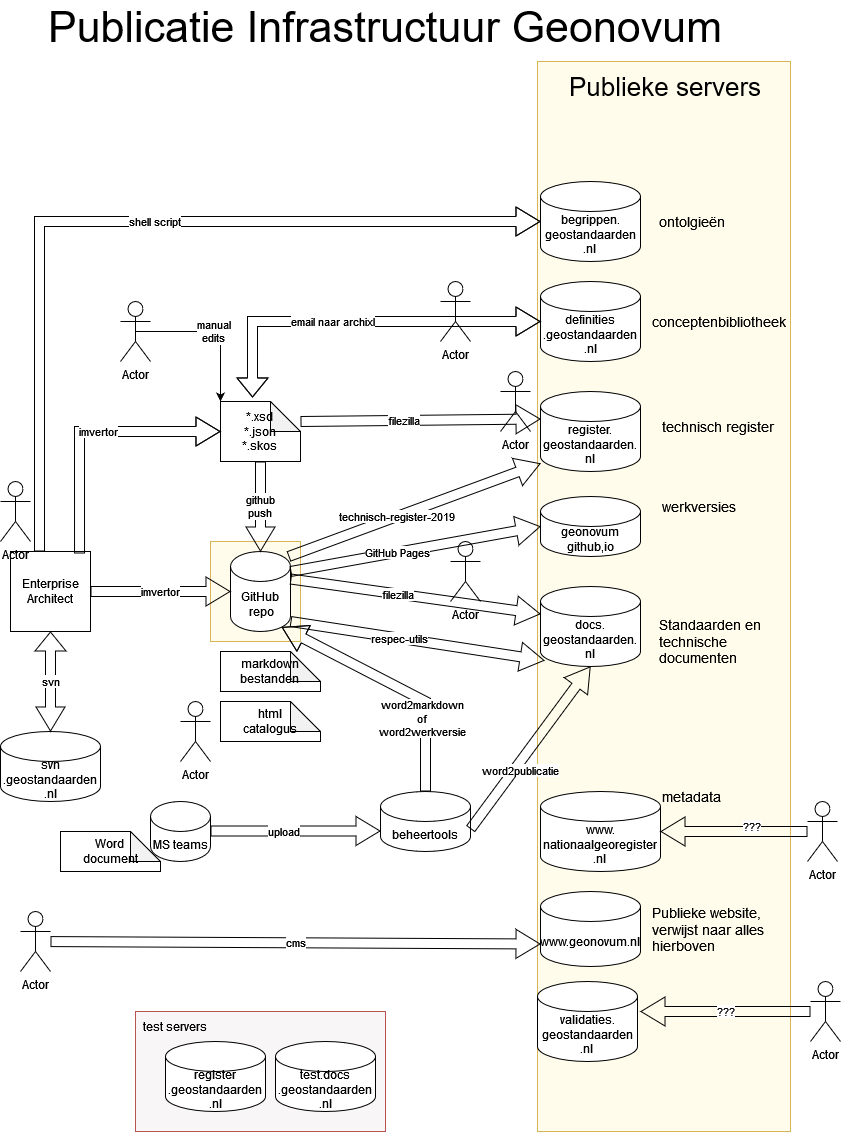 Publicatie Infrastructuur Geonovum
Publieke servers
shell script
begrippen.
geostandaarden
.nl
ontolgieën
Actor
manual
edits
email naar archixl
Actor
definities
.geostandaarden
.nl
conceptenbibliotheek
imvertor
*.xsd
*.json
*.skos
filezilla
Actor
register.
geostandaarden.
nl
technisch register
Actor
github
push
technisch-register-2019
GitHub Pages
geonovum
github,io
werkversies
Enterprise
Architect
imvertor
GitHub
repo
filezilla
Actor
respec-utils
docs.
geostandaarden.
nl
Standaarden en
technische
documenten
svn
markdown
bestanden
html
catalogus
word2markdown
of
word2werkversie
svn
.geostandaarden
.nl
Actor
word2publicatie
Word
document
MS teams
upload
beheertools
metadata
www.
nationaalgeoregister
.nl
???
Actor
Actor
cms
www.geonovum.nl
Publieke website,
verwijst naar alles
hierboven
validaties.
geostandaarden
.nl
???
Actor
test servers
register
.geostandaarden
.nl
test.docs
.geostandaarden
.nl